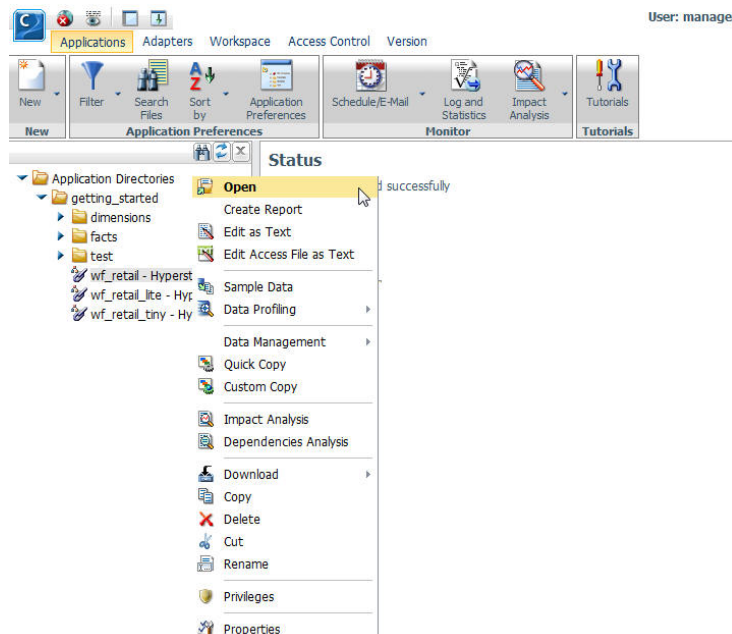 User: manage
Applications Adapters Workspace Access Control Version
New Filter Search Files Sort by Application Preferences Schedule/E-Mail Log and Statistics Impact Analysis Tutorials
New Application Preferences Monitor Tutorials
Status
Application Directories
getting_started
dimensions
facts
test
wf_retail - Hyperst
wf_retail_lite - Hyp
wf_retail_tiny - Hy
d successfully
Open
Create Report
Edit as Text
Edit Access File as Text
Sample Data
Data Profiling
Data Management
Quick Copy
Custom Copy
Impact Analysis
Dependencies Analysis
Download
Copy
Delete
Cut
Rename
Privileges
Properties